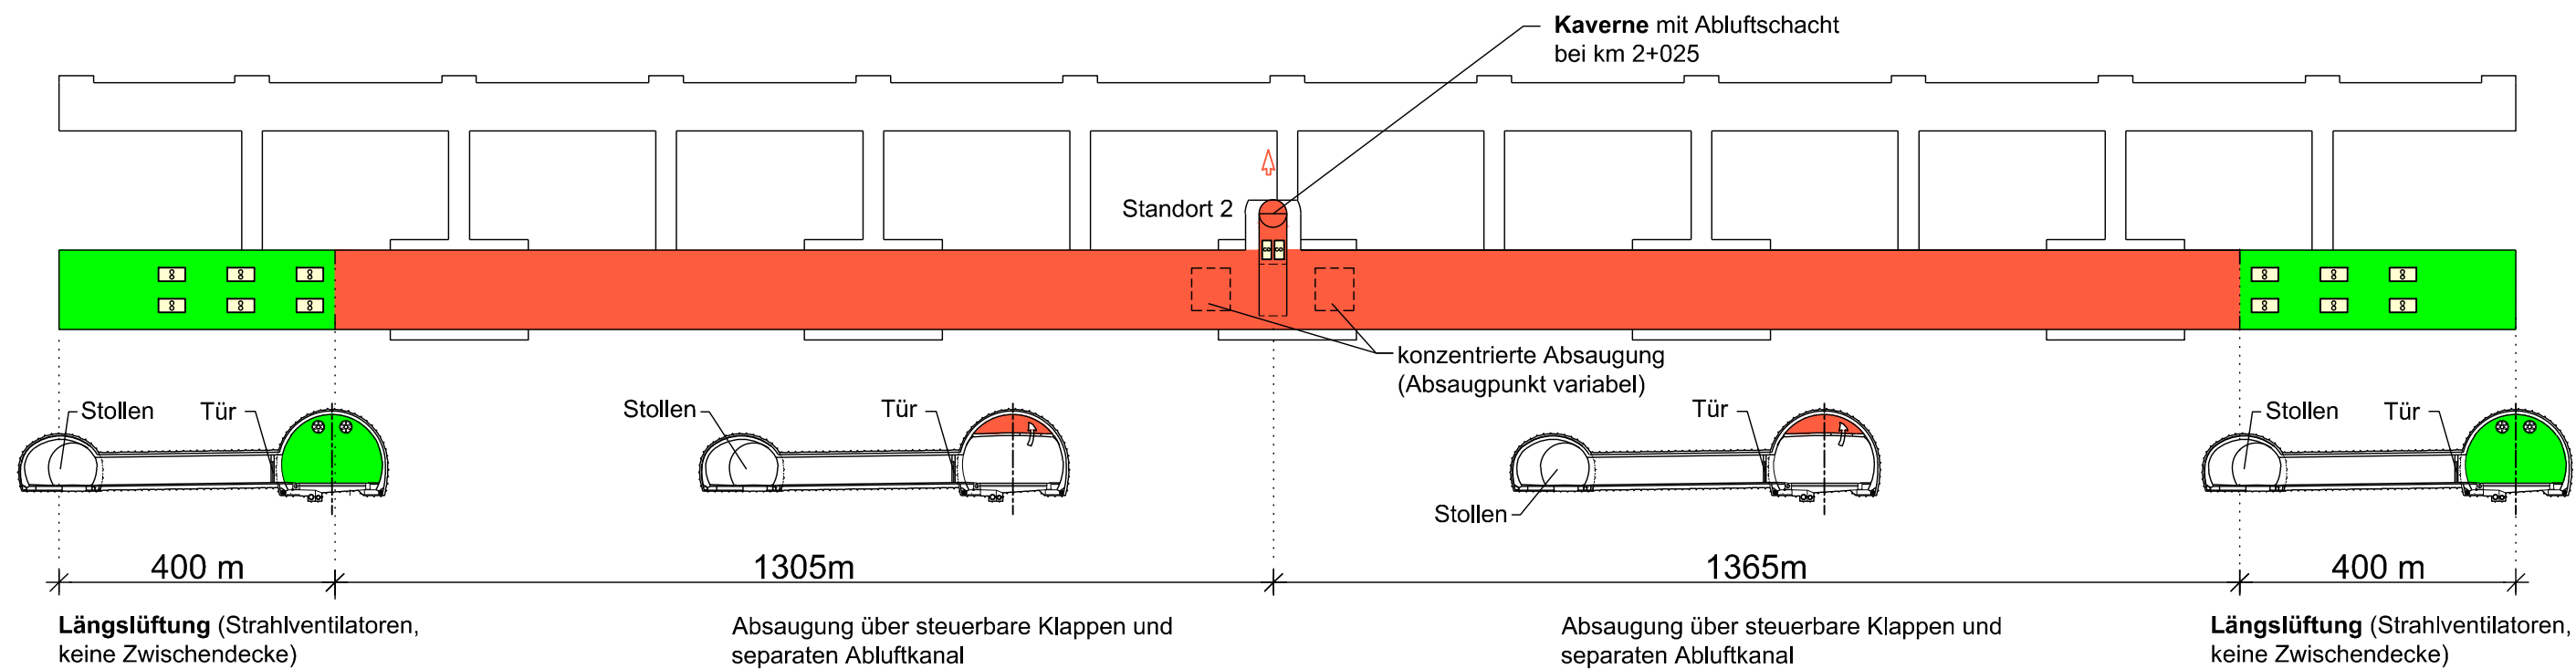 Kaverne mit Abluftschacht
bei km 2+025
Standort 2
konzentrierte Absaugung
(Absaugpunkt variabel)
Stollen
Tür
Stollen
Tür
Tür
Stollen
Stollen
Tür
400 m
1305m
1365m
400 m
Längslüftung (Strahlventilatoren,
keine Zwischendecke)
Absaugung über steuerbare Klappen und
separaten Abluftkanal
Absaugung über steuerbare Klappen und
separaten Abluftkanal
Längslüftung (Strahlventilatoren,
keine Zwischendecke)